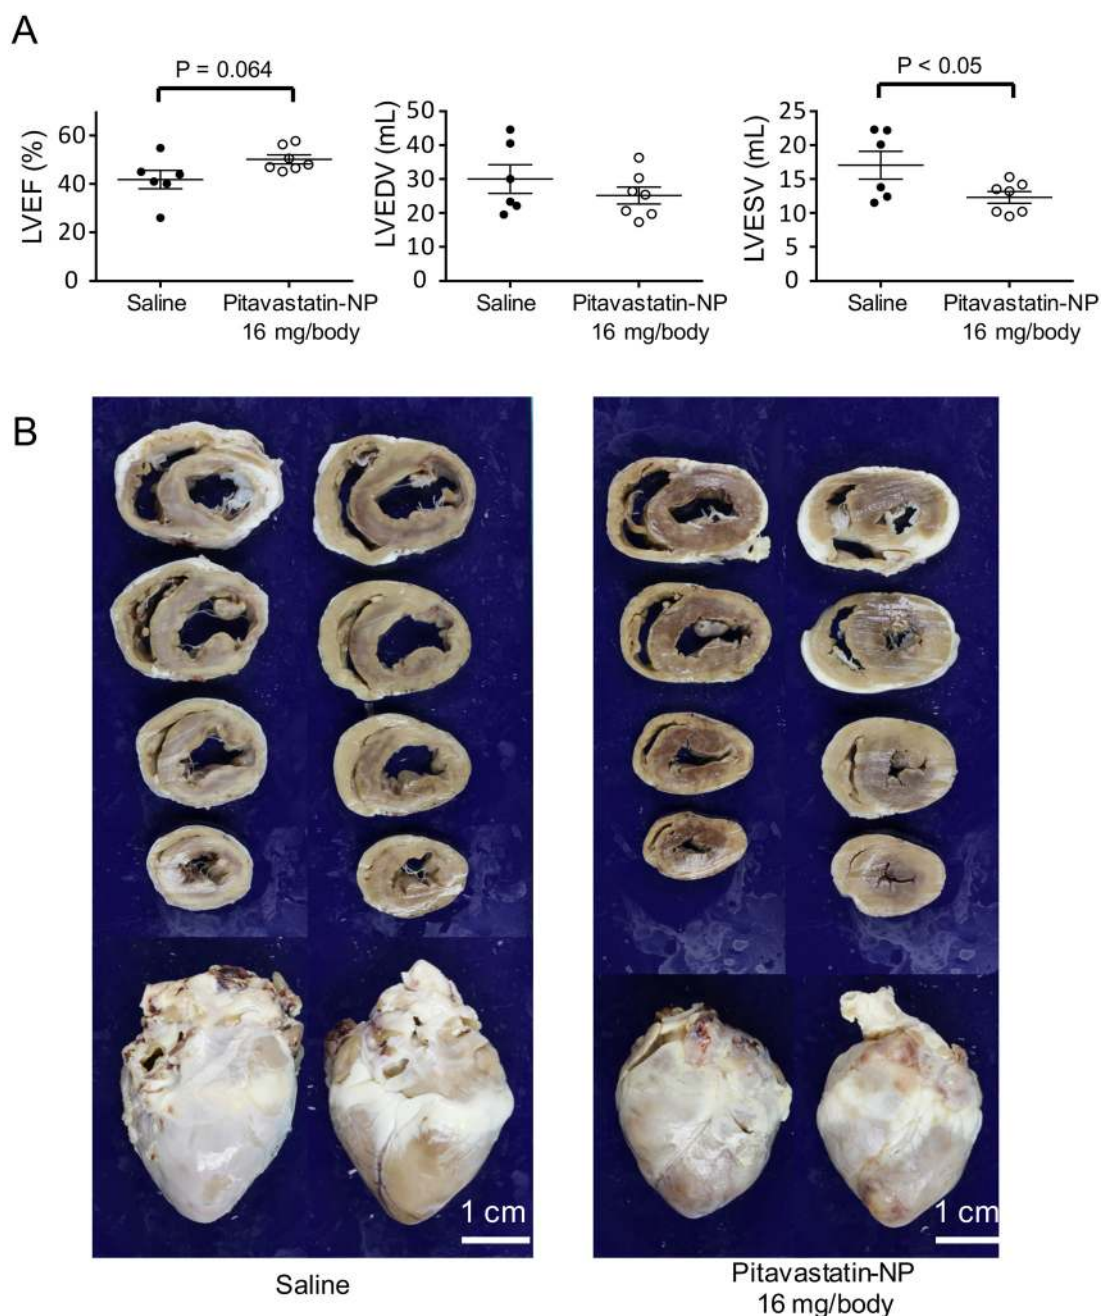 A
P = 0.064
LVEF (%)
60
40
20
0
Saline
Pitavastatin-NP
16 mg/body
LVEDV (mL)
50
40
30
20
10
0
Saline
Pitavastatin-NP
16 mg/body
P < 0.05
LVESV (mL)
25
20
15
10
5
0
Saline
Pitavastatin-NP
16 mg/body
B
1 cm
1 cm
Saline
Pitavastatin-NP
16 mg/body